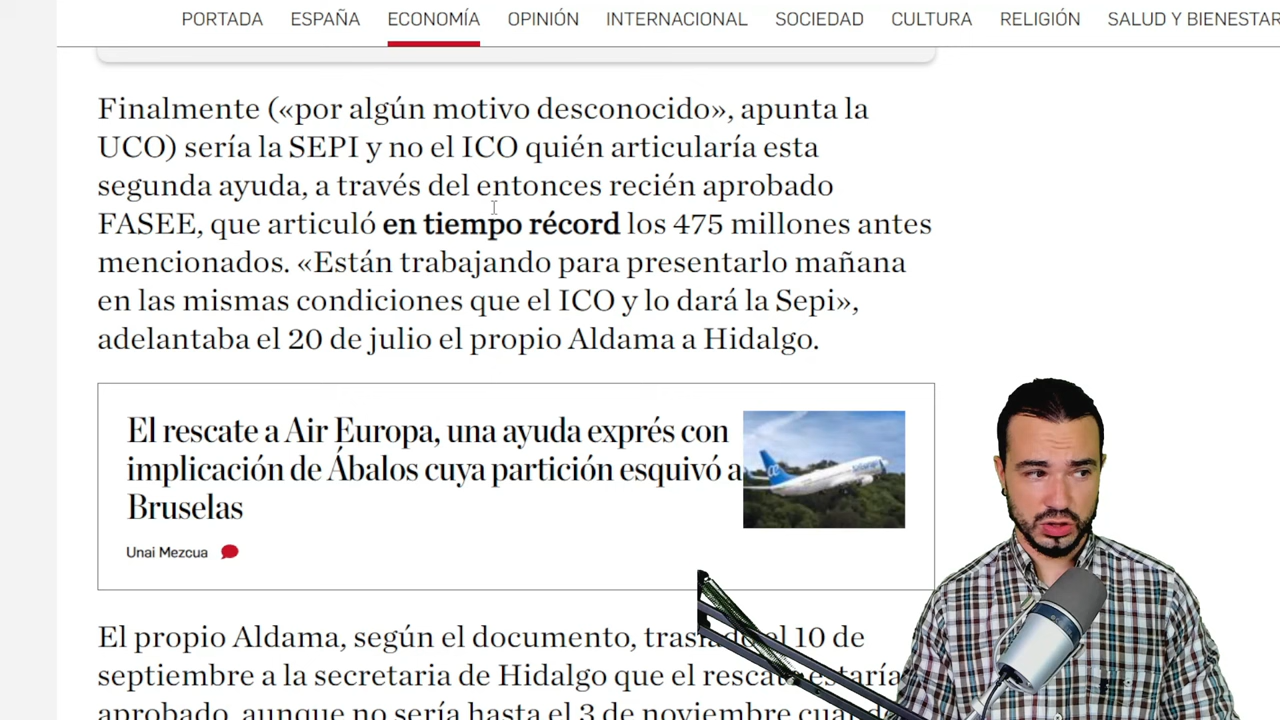 PORTADA ESPAÑA ECONOMÍA OPINIÓN INTERNACIONAL SOCIEDAD CULTURA RELIGIÓN SALUD Y BIENESTAR
Finalmente («por algún motivo desconocido», apunta la
UCO) sería la SEPI y no el ICO quién articularía esta
segunda ayuda, a través del entonces recién aprobado
FASEE, que articuló en tiempo récord los 475 millones antes
mencionados. «Están trabajando para presentarlo mañana
en las mismas condiciones que el ICO y lo dará la Sepi»,
adelantaba el 20 de julio el propio Aldama a Hidalgo.
El rescate a Air Europa, una ayuda exprés con
implicación de Ábalos cuya partición esquivó a
Bruselas
Unai Mezcua
El propio Aldama, según el documento, trasladó el 10 de
septiembre a la secretaria de Hidalgo que el rescate estaría
aprobado, aunque no sería hasta el 3 de noviembre cuando